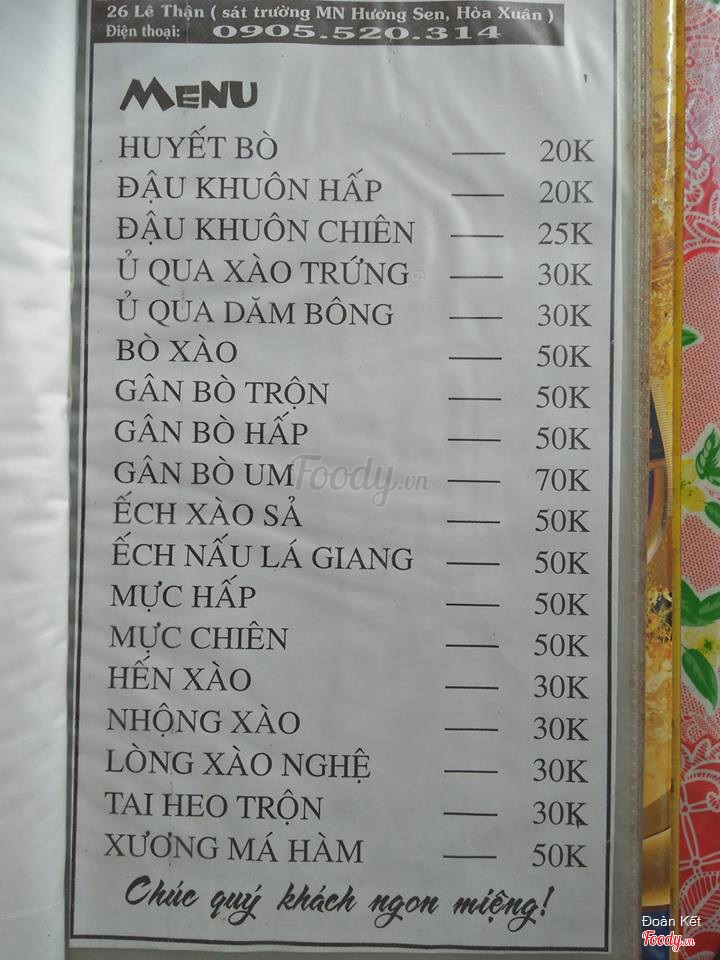 26 Lê Thận ( sát trường MN Hương Sen, Hòa Xuân )
Điện thoại: 0905.520.314
MENU
HUYẾT BÒ — 20K
ĐẬU KHUÔN HẤP — 20K
ĐẬU KHUÔN CHIÊN — 25K
Ủ QUA XÀO TRỨNG — 30K
Ủ QUA DĂM BÔNG — 30K
BÒ XÀO — 50K
GÂN BÒ TRỘN — 50K
GÂN BÒ HẤP — 50K
GÂN BÒ UM — 70K
ẾCH XÀO SẢ — 50K
ẾCH NẤU LÁ GIANG — 50K
MỰC HẤP — 50K
MỰC CHIÊN — 50K
HẾN XÀO — 30K
NHỘNG XÀO — 30K
LÒNG XÀO NGHỆ — 30K
TAI HEO TRỘN — 30K
XƯƠNG MÁ HÀM — 50K
Chúc quý khách ngon miệng!
Foody.vn
Đoàn Kết
Foody.vn